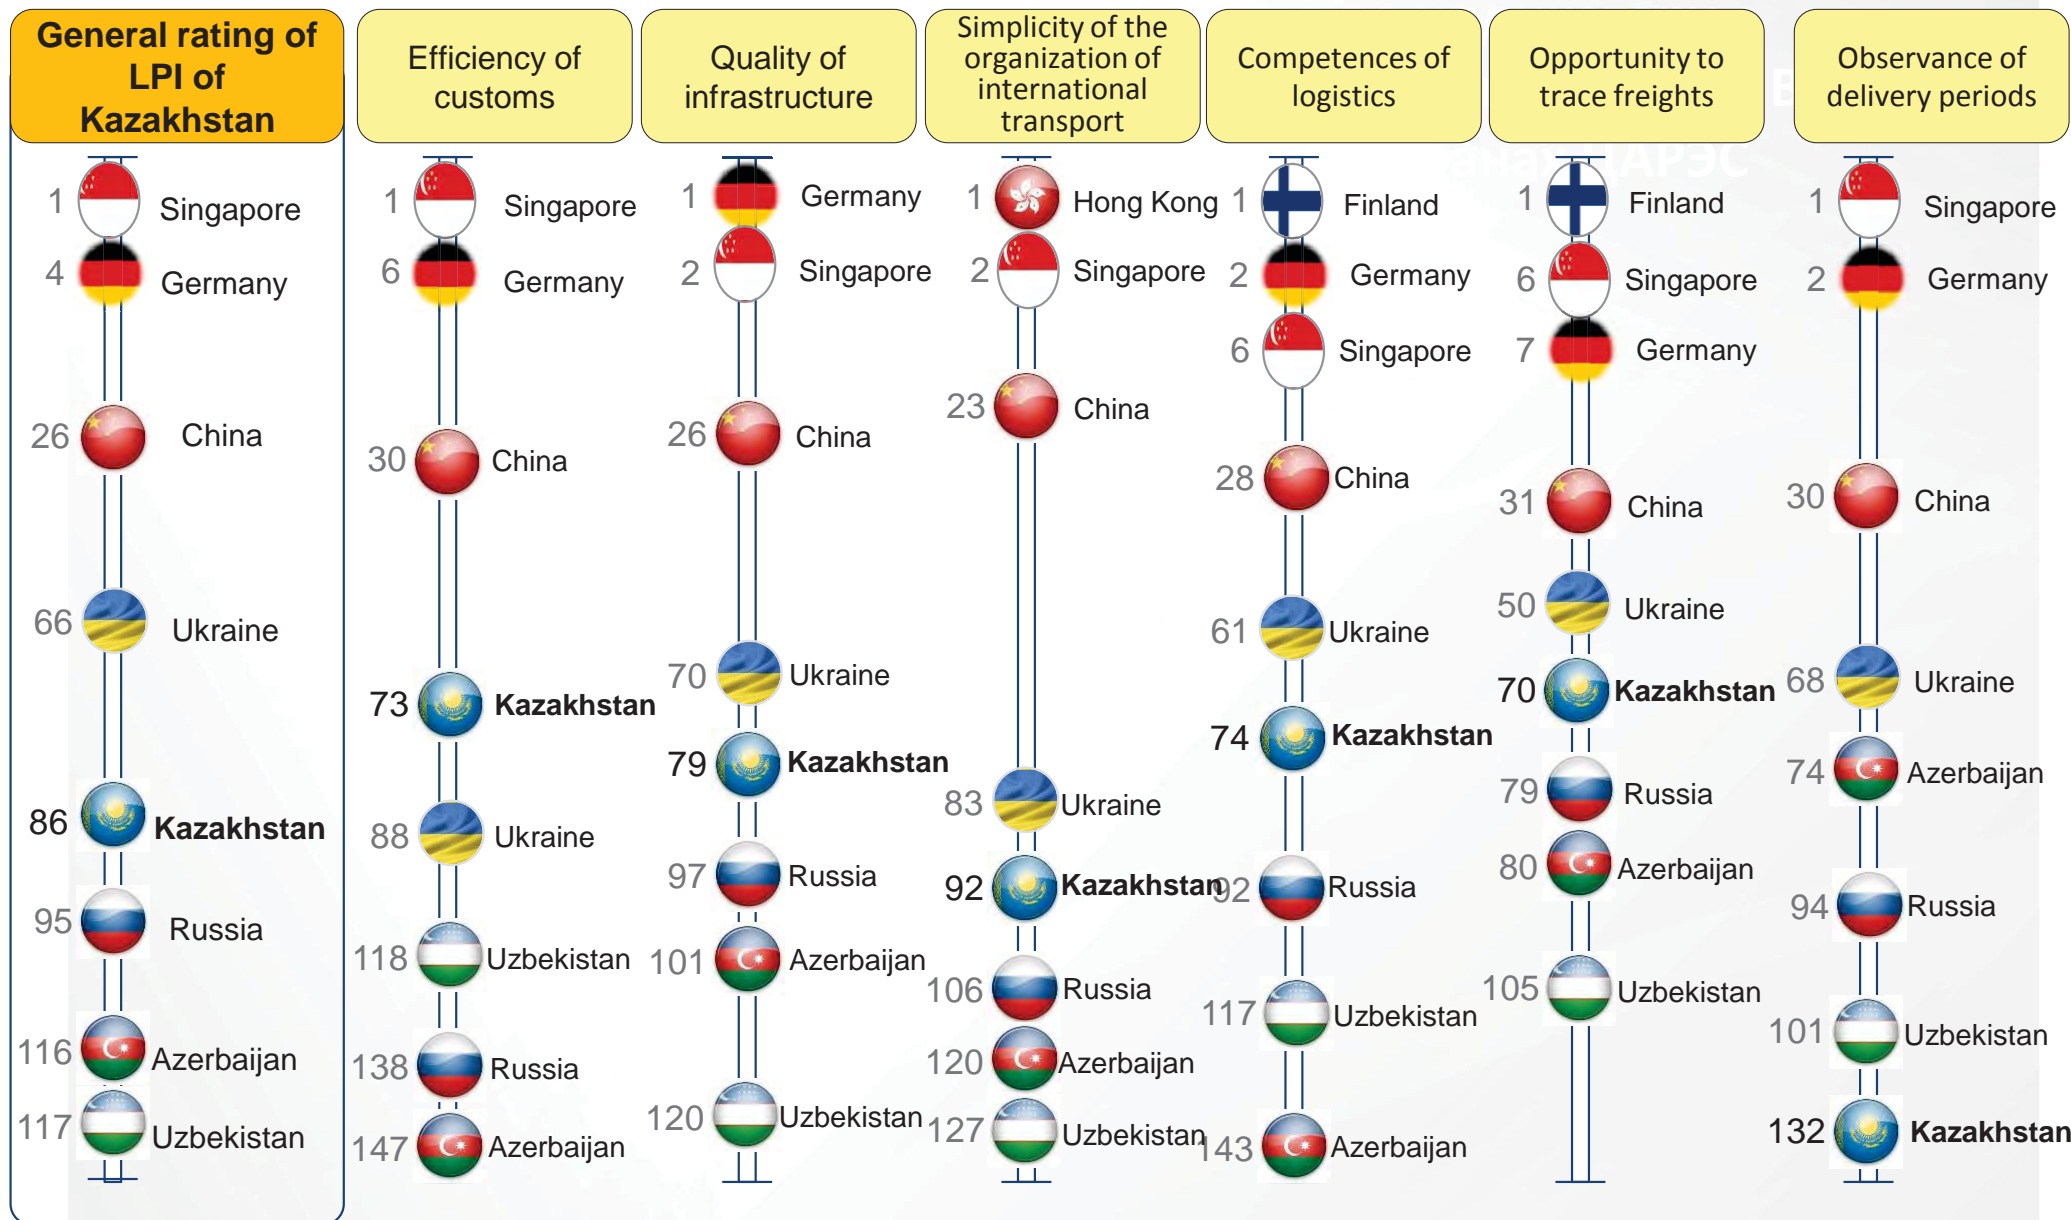 General rating of
LPI of
Kazakhstan
1 Singapore
4 Germany
26 China
66 Ukraine
86 Kazakhstan
95 Russia
116 Azerbaijan
117 Uzbekistan
Efficiency of
customs
1 Singapore
6 Germany
30 China
73 Kazakhstan
88 Ukraine
118 Uzbekistan
138 Russia
147 Azerbaijan
Quality of
infrastructure
1 Germany
2 Singapore
26 China
70 Ukraine
79 Kazakhstan
97 Russia
101 Azerbaijan
120 Uzbekistan
Simplicity of the
organization of
international
transport
1 Hong Kong
2 Singapore
23 China
83 Ukraine
92 Kazakhstan
106 Russia
120 Azerbaijan
127 Uzbekistan
Competences of
logistics
1 Finland
2 Germany
6 Singapore
28 China
61 Ukraine
74 Kazakhstan
92 Russia
117 Uzbekistan
143 Azerbaijan
Opportunity to
trace freights
1 Finland
6 Singapore
7 Germany
31 China
50 Ukraine
70 Kazakhstan
79 Russia
80 Azerbaijan
105 Uzbekistan
Observance of
delivery periods
1 Singapore
2 Germany
30 China
68 Ukraine
74 Azerbaijan
94 Russia
101 Uzbekistan
132 Kazakhstan